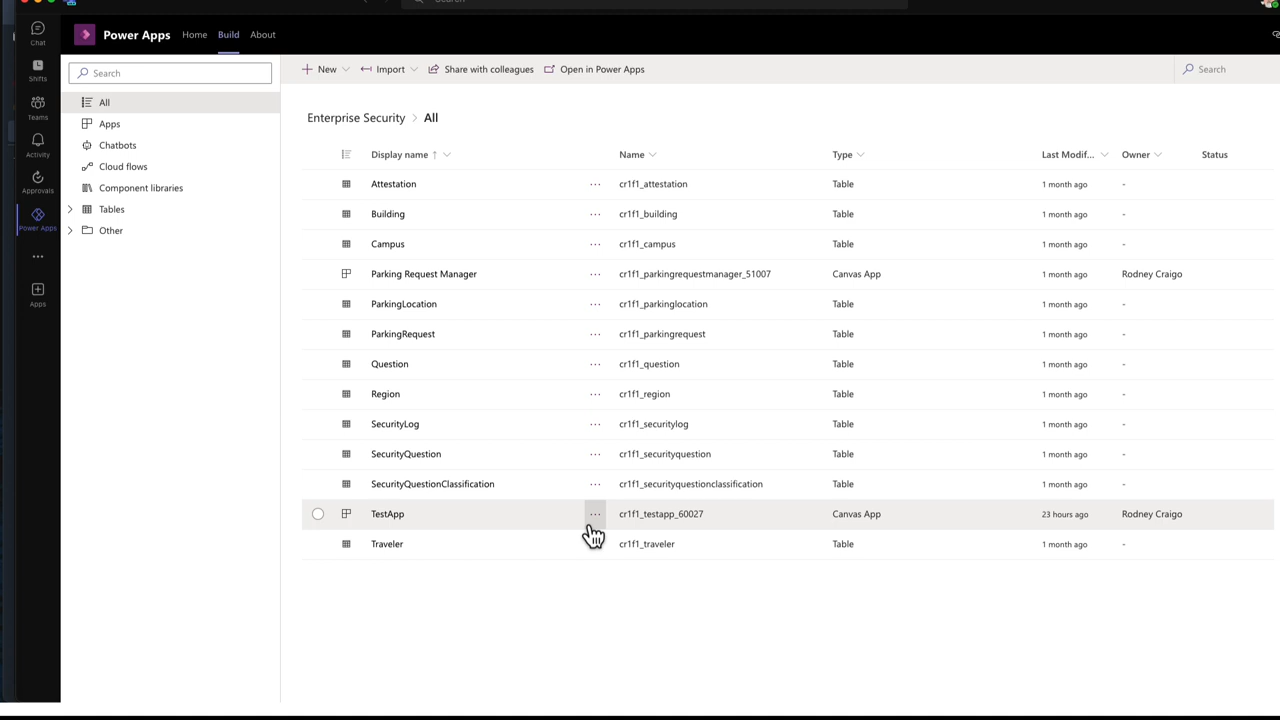 Search
Power Apps Home Build About
Chat
Shifts
Teams
Activity
Approvals
Power Apps
Apps
Search
All
Apps
Chatbots
Cloud flows
Component libraries
Tables
Other
New Import Share with colleagues Open in Power Apps Search
Enterprise Security > All
Display name ↑ Name Type Last Modif... Owner Status
Attestation ... cr1f1_attestation Table 1 month ago -
Building ... cr1f1_building Table 1 month ago -
Campus ... cr1f1_campus Table 1 month ago -
Parking Request Manager ... cr1f1_parkingrequestmanager_51007 Canvas App 1 month ago Rodney Craigo
ParkingLocation ... cr1f1_parkinglocation Table 1 month ago -
ParkingRequest ... cr1f1_parkingrequest Table 1 month ago -
Question ... cr1f1_question Table 1 month ago -
Region ... cr1f1_region Table 1 month ago -
SecurityLog ... cr1f1_securitylog Table 1 month ago -
SecurityQuestion ... cr1f1_securityquestion Table 1 month ago -
SecurityQuestionClassification ... cr1f1_securityquestionclassification Table 1 month ago -
TestApp ... cr1f1_testapp_60027 Canvas App 23 hours ago Rodney Craigo
Traveler ... cr1f1_traveler Table 1 month ago -